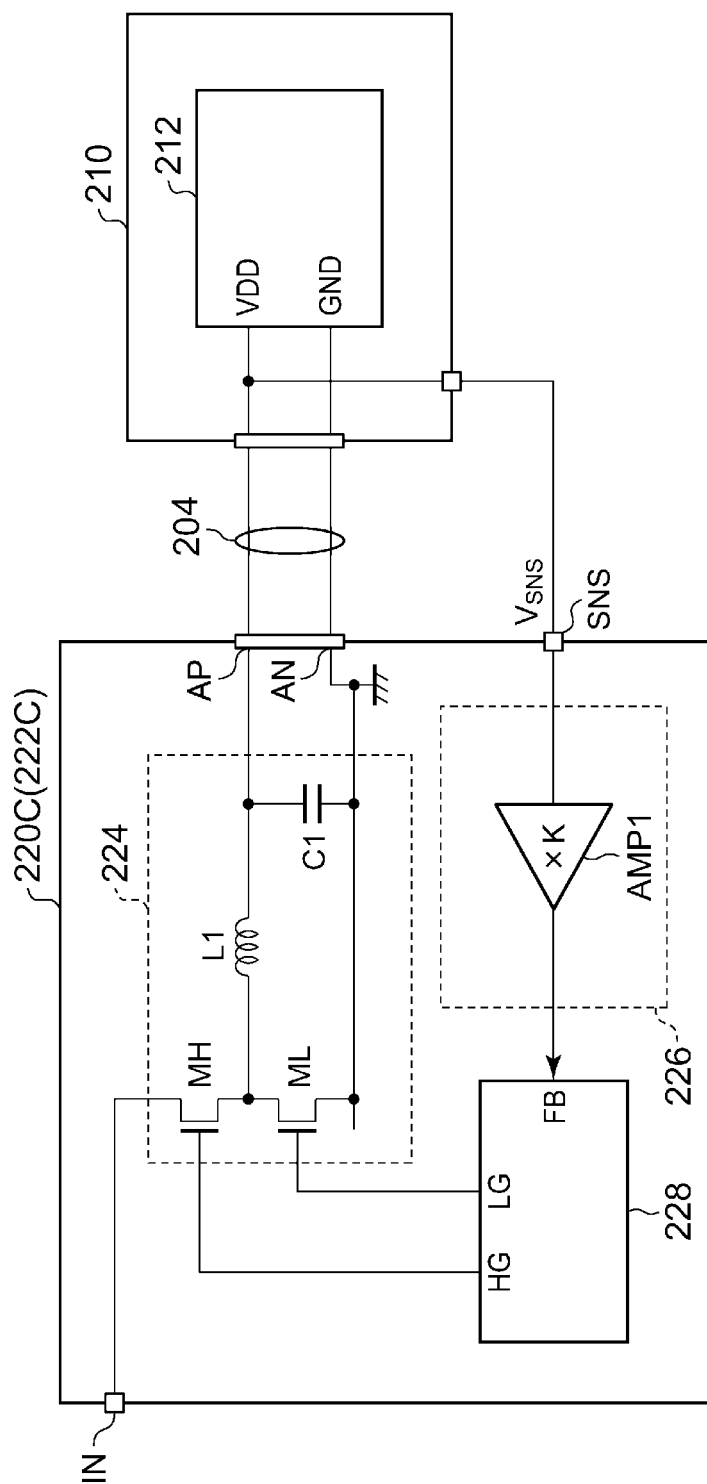 220C(222C)
IN
224
MH
ML
L1
C1
AP
AN
204
210
212
VDD
GND
HG
LG
FB
228
226
×K
AMP1
VSNS
SNS